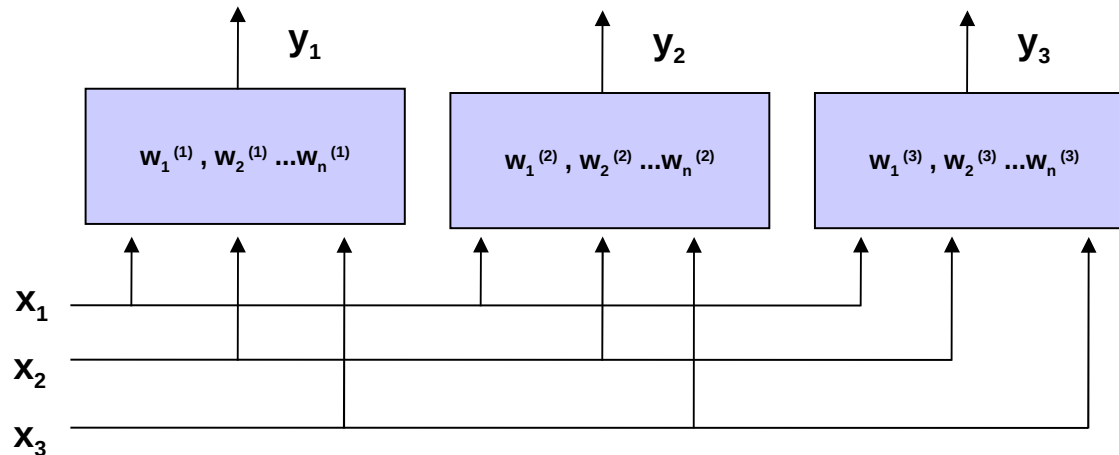 y₁ y₂ y₃
w₁⁽¹⁾ , w₂⁽¹⁾ ...wₙ⁽¹⁾ w₁⁽²⁾ , w₂⁽²⁾ ...wₙ⁽²⁾ w₁⁽³⁾ , w₂⁽³⁾ ...wₙ⁽³⁾
x₁
x₂
x₃